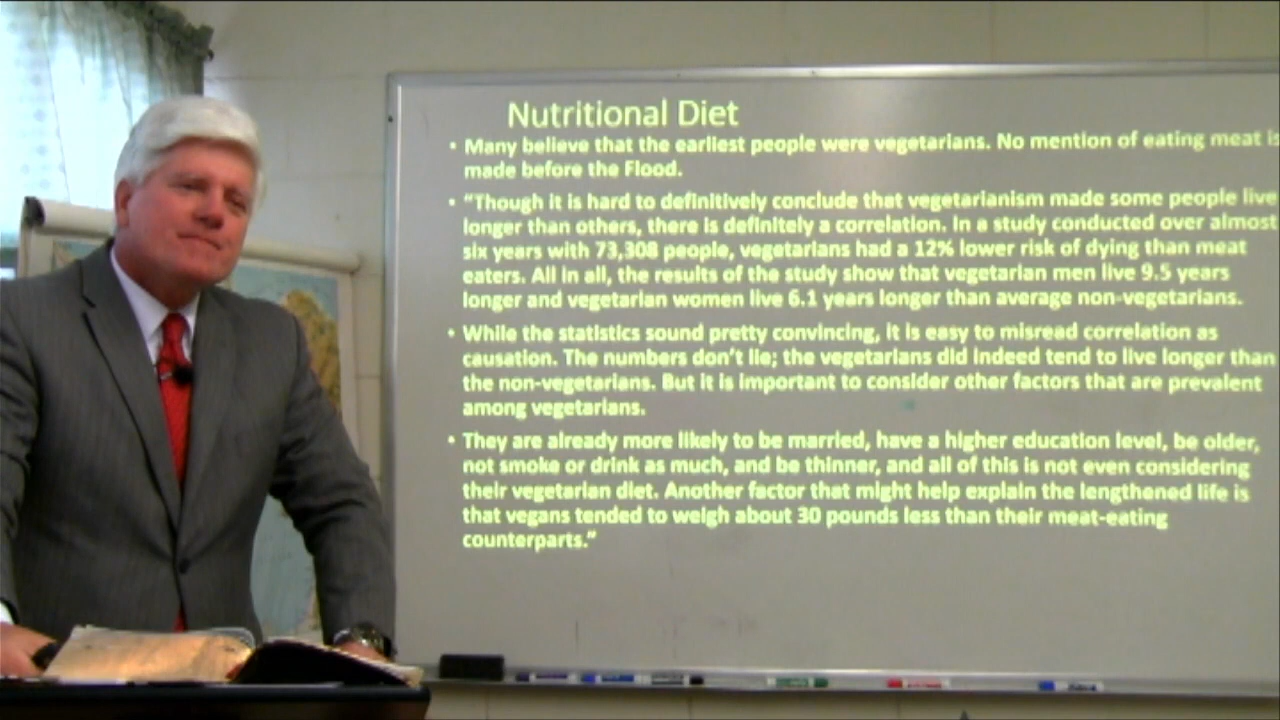 Nutritional Diet
• Many believe that the earliest people were vegetarians. No mention of eating meat is
made before the Flood.
• “Though it is hard to definitively conclude that vegetarianism made some people live
longer than others, there is definitely a correlation. In a study conducted over almost
six years with 73,308 people, vegetarians had a 12% lower risk of dying than meat
eaters. All in all, the results of the study show that vegetarian men live 9.5 years
longer and vegetarian women live 6.1 years longer than average non-vegetarians.
• While the statistics sound pretty convincing, it is easy to misread correlation as
causation. The numbers don’t lie; the vegetarians did indeed tend to live longer than
the non-vegetarians. But it is important to consider other factors that are prevalent
among vegetarians.
• They are already more likely to be married, have a higher education level, be older,
not smoke or drink as much, and be thinner, and all of this is not even considering
their vegetarian diet. Another factor that might help explain the lengthened life is
that vegans tended to weigh about 30 pounds less than their meat-eating
counterparts.”